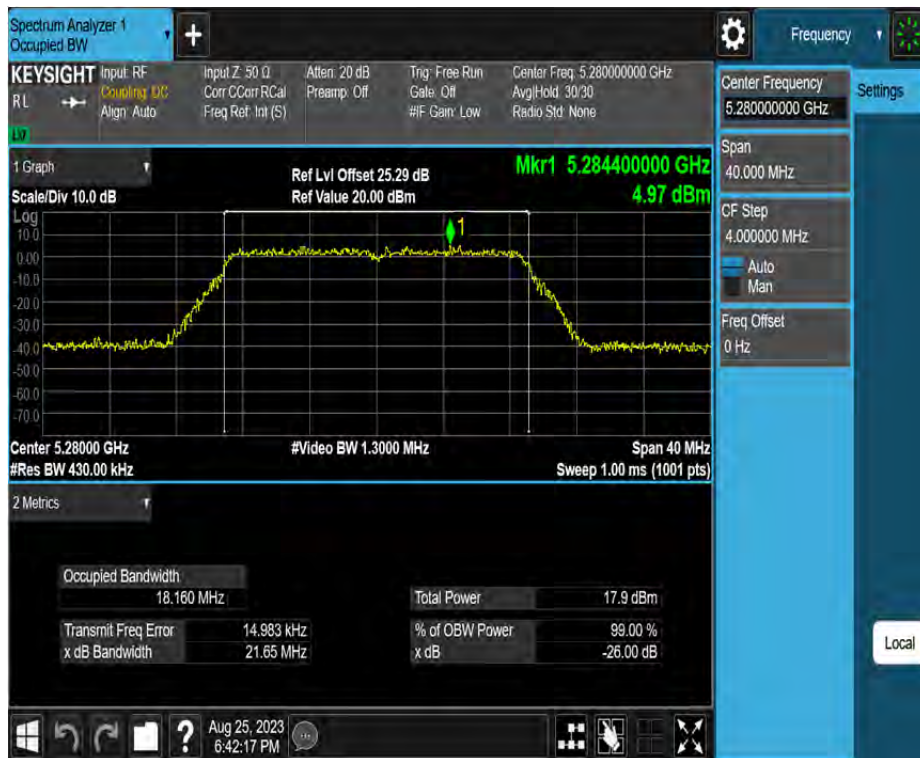 Spectrum Analyzer 1
Occupied BW
Frequency
KEYSIGHT
RL
Input: RF
Coupling: DC
Align: Auto
Input Z: 50 Ω
Corr CCorr RCal
Freq Ref: Int (S)
Atten: 20 dB
Preamp: Off
Trig: Free Run
Gate: Off
#IF Gain: Low
Center Freq: 5.280000000 GHz
Avg|Hold: 30/30
Radio Std: None
Center Frequency
5.280000000 GHz
Span
40.000 MHz
CF Step
4.000000 MHz
Auto
Man
Freq Offset
0 Hz
Settings
Local
1 Graph
Scale/Div 10.0 dB
Ref Lvl Offset 25.29 dB
Ref Value 20.00 dBm
Mkr1 5.284400000 GHz
4.97 dBm
Log
10.0
0.00
-10.0
-20.0
-30.0
-40.0
-50.0
-60.0
-70.0
1
Center 5.28000 GHz
#Video BW 1.3000 MHz
Span 40 MHz
#Res BW 430.00 kHz
Sweep 1.00 ms (1001 pts)
2 Metrics
Occupied Bandwidth
18.160 MHz
Total Power 17.9 dBm
Transmit Freq Error 14.983 kHz
% of OBW Power 99.00 %
x dB Bandwidth 21.65 MHz
x dB -26.00 dB
Aug 25, 2023
6:42:17 PM